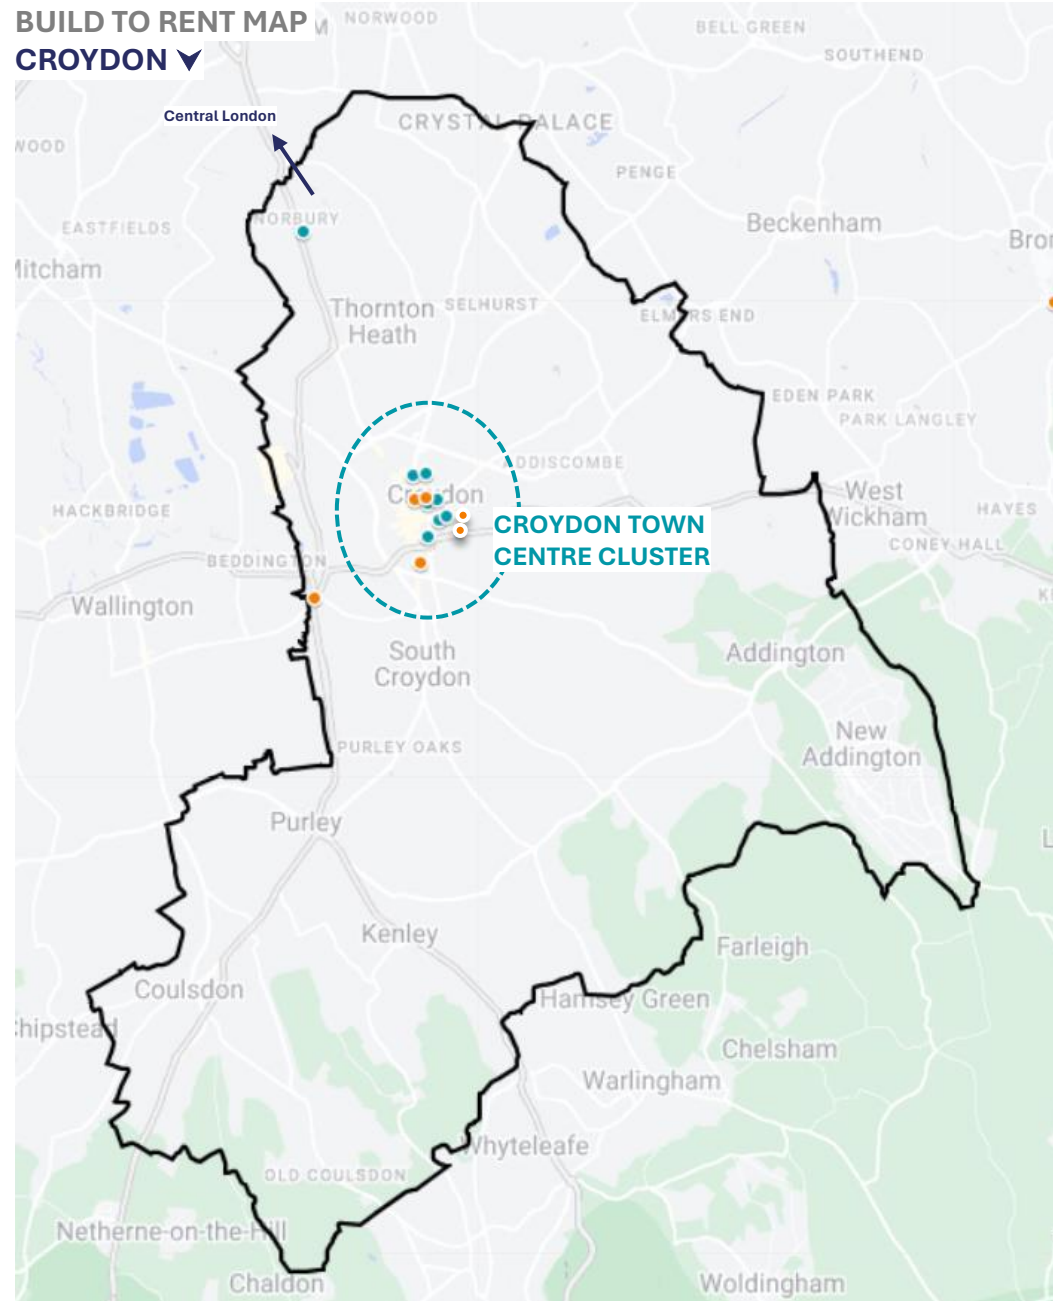 BUILD TO RENT MAP
CROYDON
NORWOOD
BELL GREEN
SOUTHEND
Central London
CRYSTAL PALACE
WOOD
PENGE
NORBURY
Beckenham
EASTFIELDS
Bro
Mitcham
Thornton
Heath
SELHURST
ELMERS END
EDEN PARK
PARK LANGLEY
ADDISCOMBE
Croydon
West
Wickham
HACKBRIDGE
HAYES
CROYDON TOWN
CENTRE CLUSTER
CONEY HALL
BEDDINGTON
Wallington
South
Croydon
Addington
New
Addington
PURLEY OAKS
Purley
Kenley
Farleigh
Coulsdon
Hamsey Green
Chipstead
Chelsham
Warlingham
Whyteleafe
OLD COULSDON
Netherne-on-the-Hill
Chaldon
Woldingham